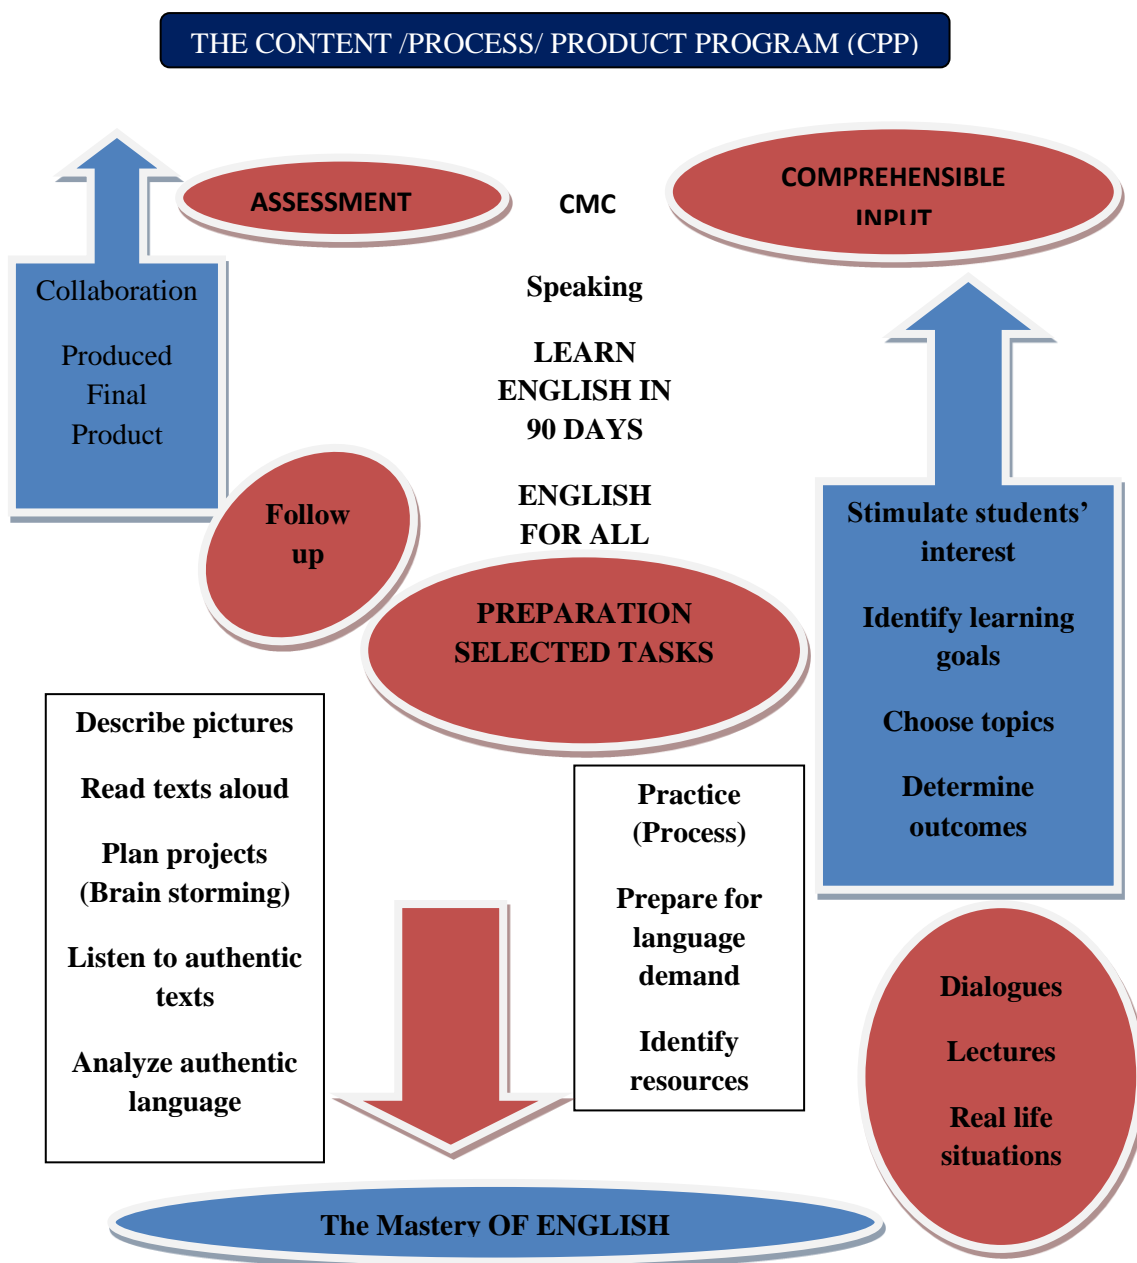 THE CONTENT /PROCESS/ PRODUCT PROGRAM (CPP)
ASSESSMENT
CMC
COMPREHENSIBLE
INPUT
Collaboration
Produced
Final
Product
Speaking
LEARN
ENGLISH IN
90 DAYS
ENGLISH
FOR ALL
Follow
up
PREPARATION
SELECTED TASKS
Stimulate students’
interest
Identify learning
goals
Choose topics
Determine
outcomes
Describe pictures
Read texts aloud
Plan projects
(Brain storming)
Listen to authentic
texts
Analyze authentic
language
Practice
(Process)
Prepare for
language
demand
Identify
resources
Dialogues
Lectures
Real life
situations
The Mastery OF ENGLISH